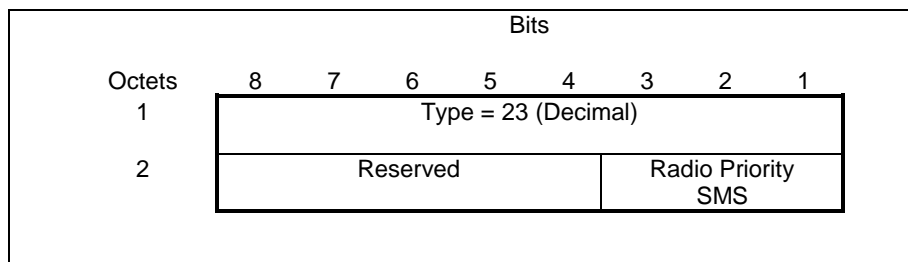 Bits
Octets 8 7 6 5 4 3 2 1
1 Type = 23 (Decimal)
2 Reserved Radio Priority
SMS